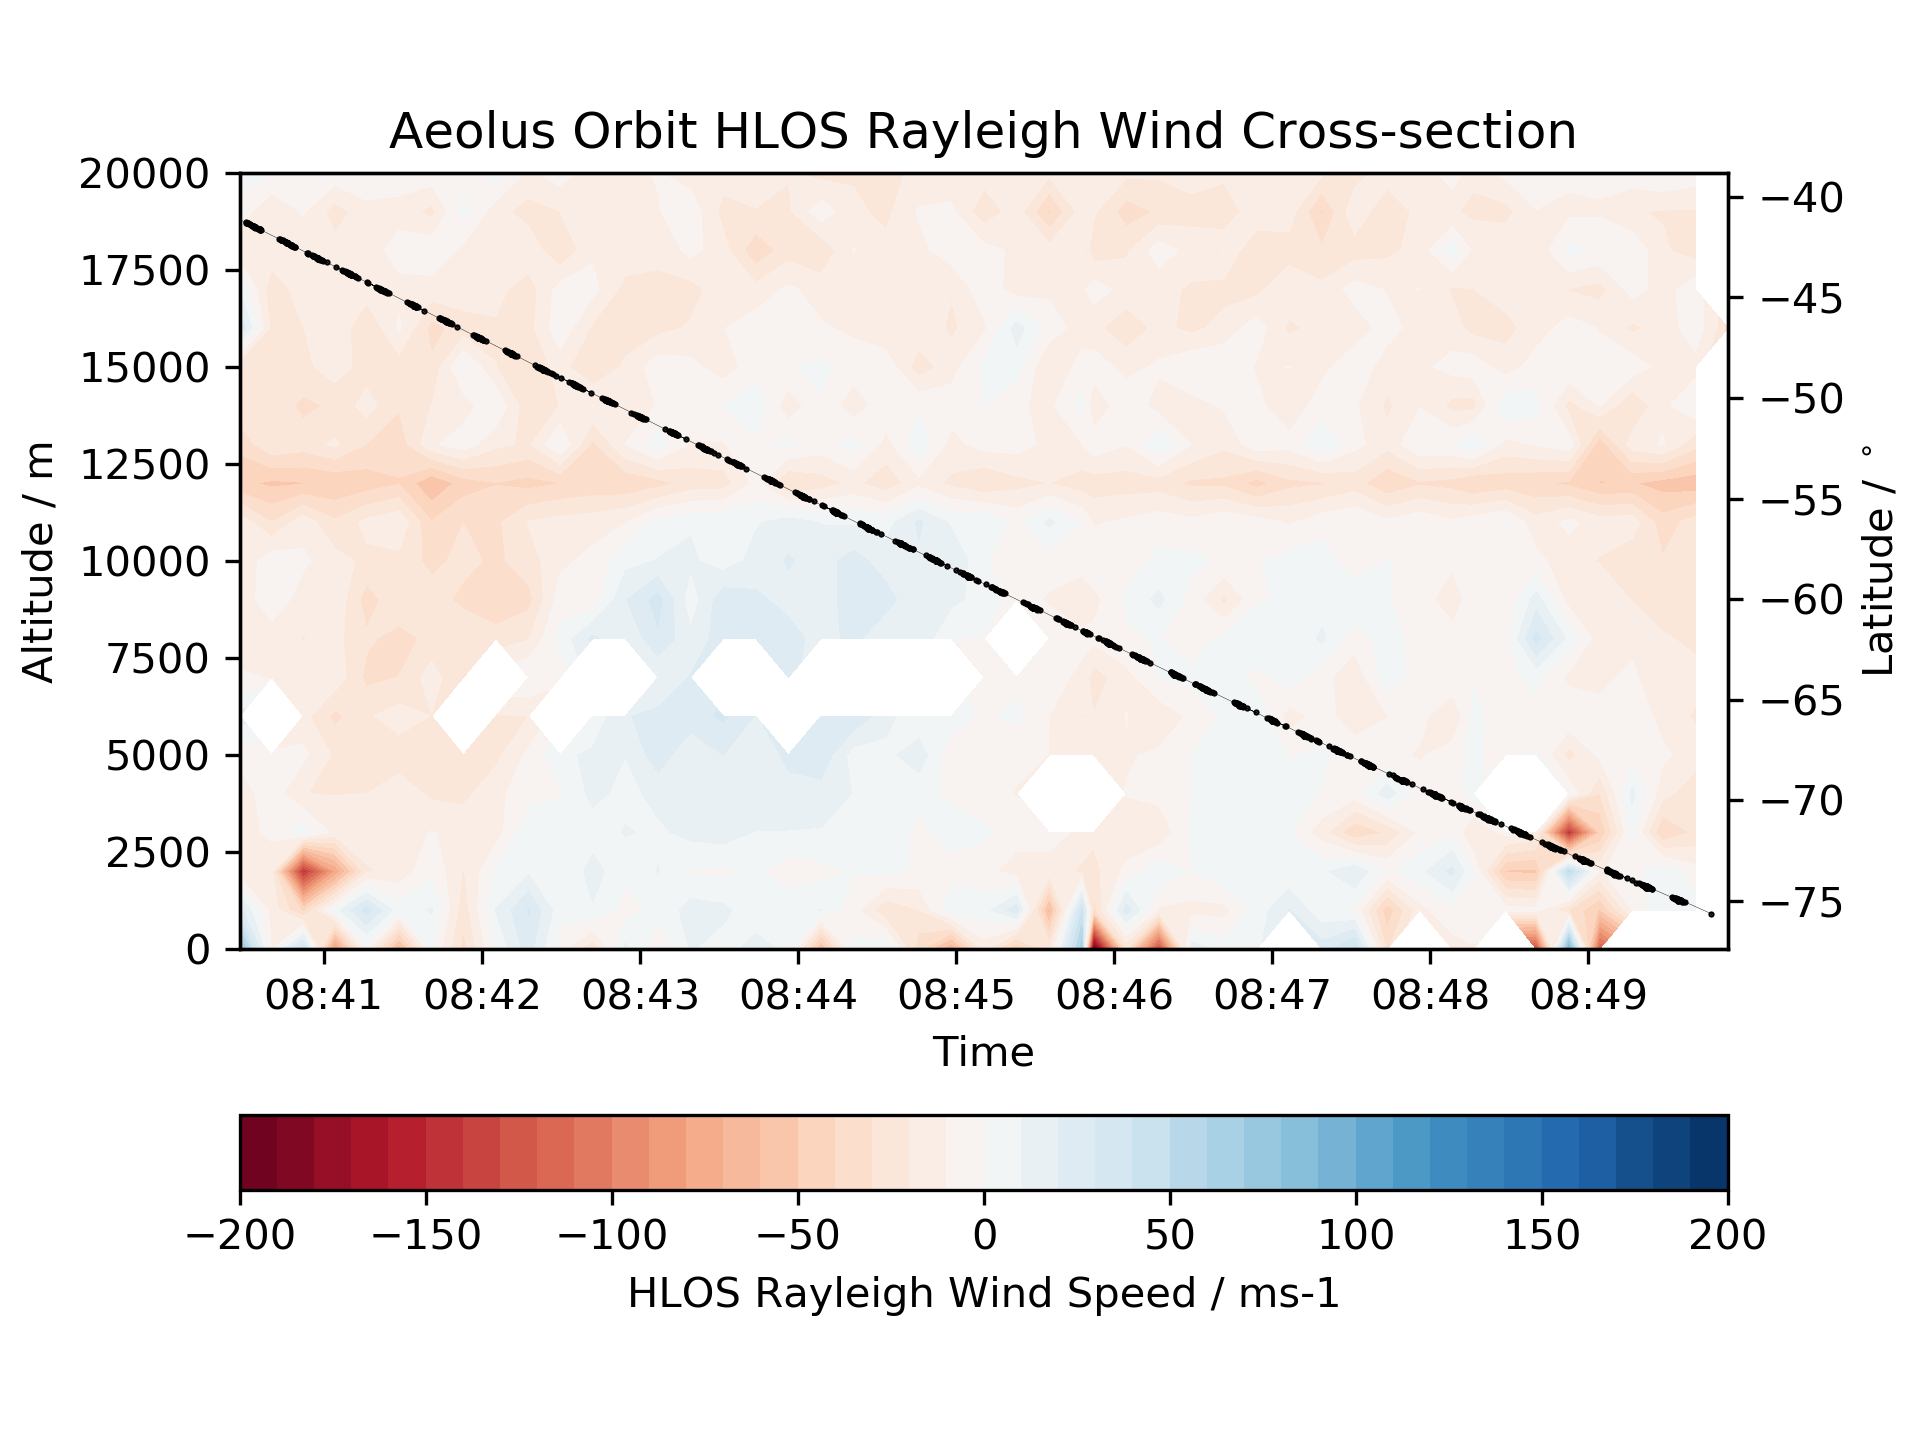 Aeolus Orbit HLOS Rayleigh Wind Cross-section
20000
17500
15000
12500
10000
7500
5000
2500
0
Altitude / m
−40
−45
−50
−55
−60
−65
−70
−75
Latitude / °
08:41 08:42 08:43 08:44 08:45 08:46 08:47 08:48 08:49
Time
−200 −150 −100 −50 0 50 100 150 200
HLOS Rayleigh Wind Speed / ms-1